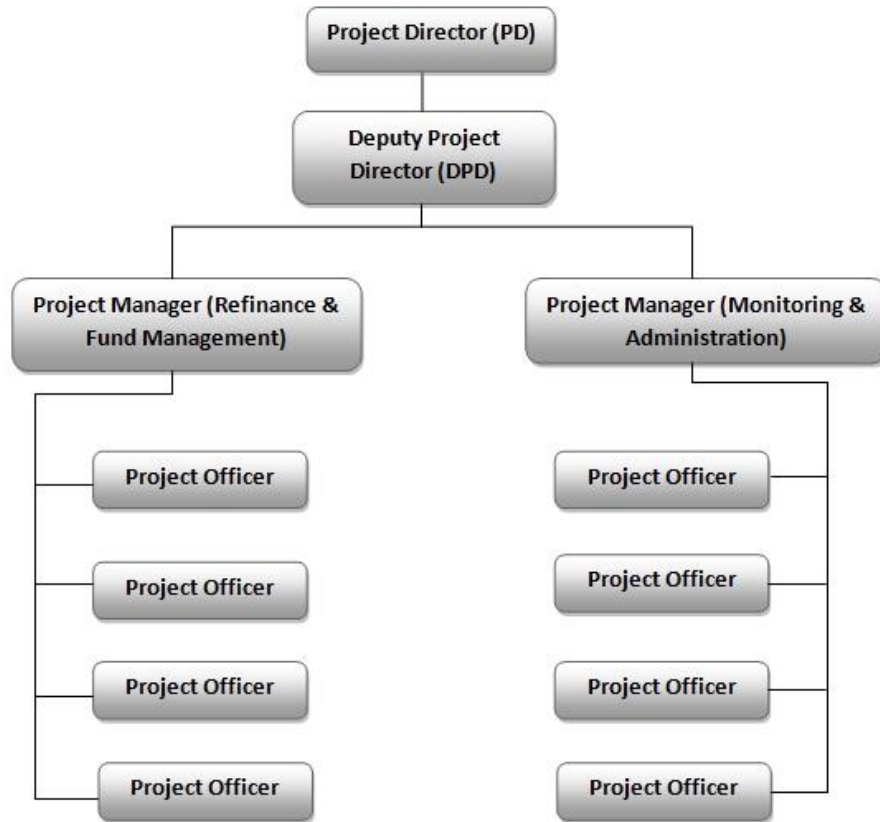 Project Director (PD)
Deputy Project
Director (DPD)
Project Manager (Refinance &
Fund Management)
Project Manager (Monitoring &
Administration)
Project Officer
Project Officer
Project Officer
Project Officer
Project Officer
Project Officer
Project Officer
Project Officer